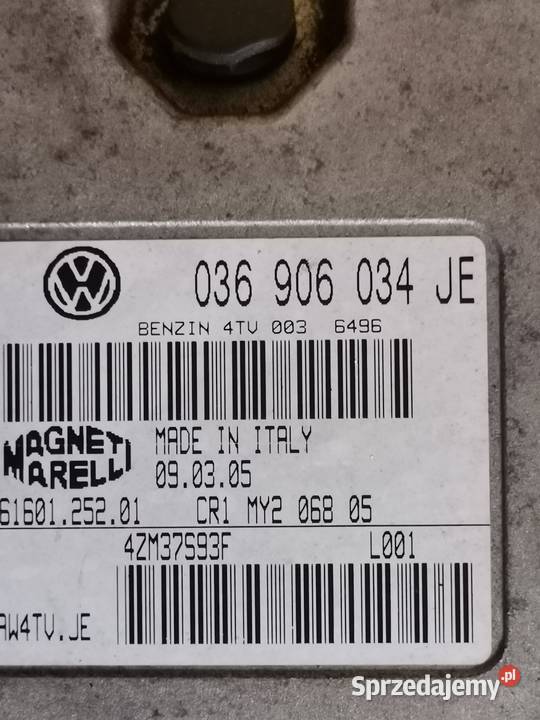 VW
036 906 034 JE
BENZIN 4TV 003 6496
MAGNETI MARELLI
MADE IN ITALY
09.03.05
61601.252.01 CR1 MY2 068 05
4ZM37S93F L001
AW4TV.JE
Sprzedajemy.pl